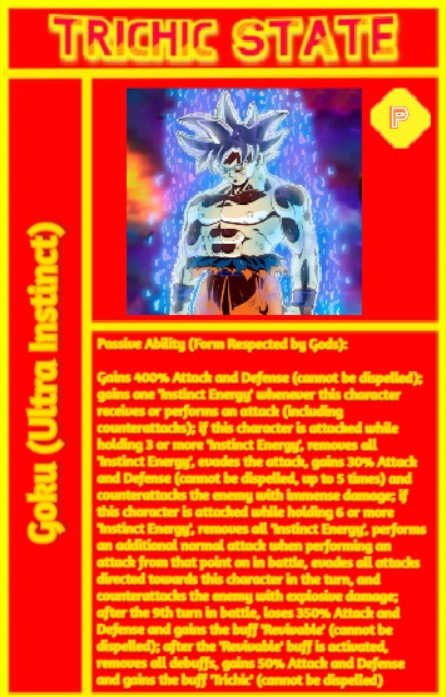 TRICHIC STATE
P
Goku (Ultra Instinct)
Passive Ability (Form Respected by Gods):
Gains 400% Attack and Defense (cannot be dispelled);
gains one 'Instinct Energy' whenever this character
receives or performs an attack (including
counterattacks); if this character is attacked while
holding 3 or more 'Instinct Energy', removes all
'Instinct Energy', evades the attack, gains 30% Attack
and Defense (cannot be dispelled, up to 5 times) and
counterattacks the enemy with immense damage; if
this character is attacked while holding 6 or more
'Instinct Energy', removes all 'Instinct Energy', performs
an additional normal attack when performing an
attack from that point on in battle, evades all attacks
directed towards this character in the turn, and
counterattacks the enemy with explosive damage;
after the 9th turn in battle, loses 350% Attack and
Defense and gains the buff 'Revivable' (cannot be
dispelled); after the 'Revivable' buff is activated,
removes all debuffs, gains 50% Attack and Defense
and gains the buff 'Trichic' (cannot be dispelled)